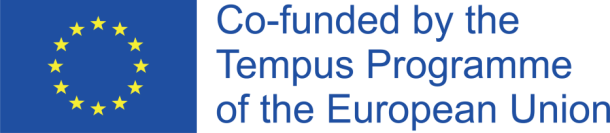 Co-funded by the
Tempus Programme
of the European Union